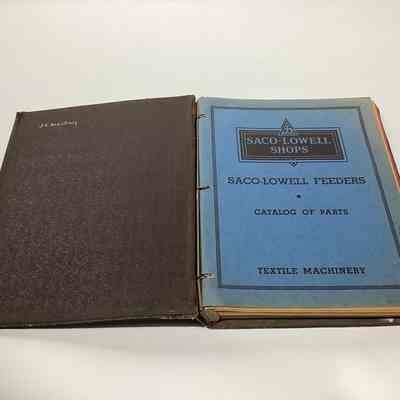 SACO-LOWELL
SHOPS
SACO-LOWELL FEEDERS
CATALOG OF PARTS
TEXTILE MACHINERY